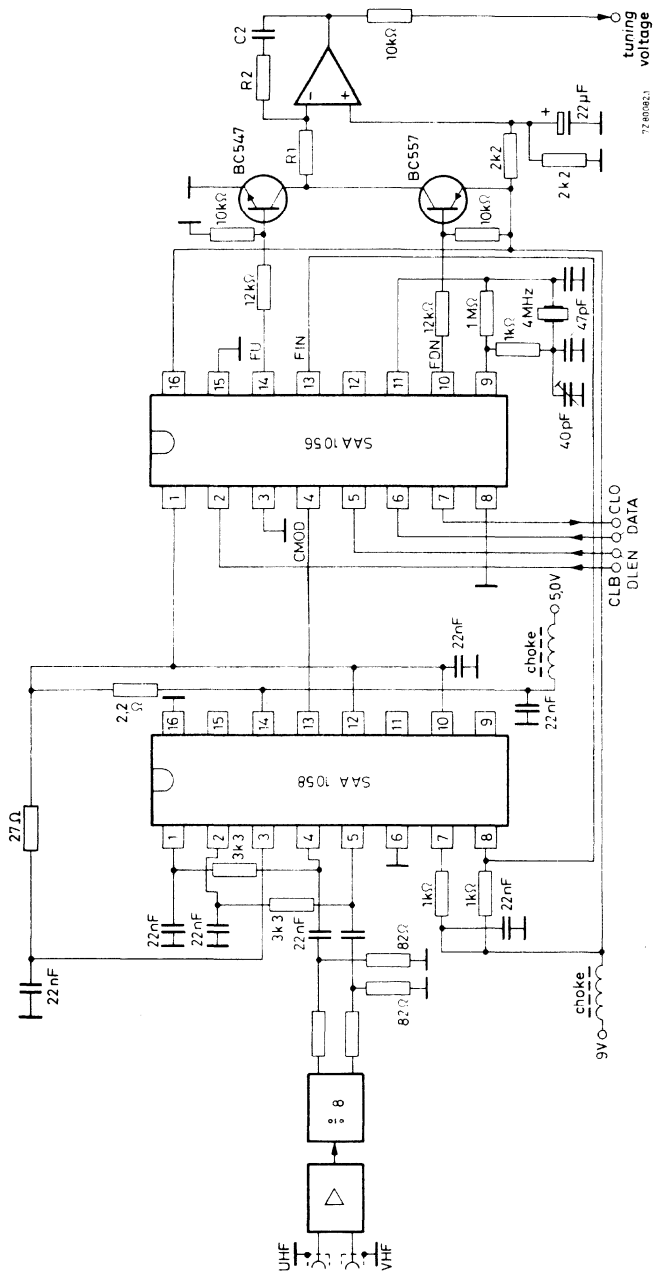 UHF
VHF
÷8
22nF
27Ω
22nF
22nF
3k3
3k3
22nF
82Ω
82Ω
1kΩ
1kΩ
22nF
choke
9V
1
2
3
4
5
6
7
8
SAA 1058
16
15
14
13
12
11
10
9
2,2
Ω
22nF
22nF
choke
5,0V
CMOD
CLB
DLEN
DATA
CLO
1
2
3
4
5
6
7
8
SAA 1056
16
15
14
13
12
11
10
9
FU
FIN
FDN
12kΩ
12kΩ
10kΩ
10kΩ
1MΩ
1kΩ
4MHz
40pF
47pF
BC547
BC557
R1
R2
C2
-
+
2k2
2k2
+
22µF
10kΩ
tuning
voltage
7Z80082.1